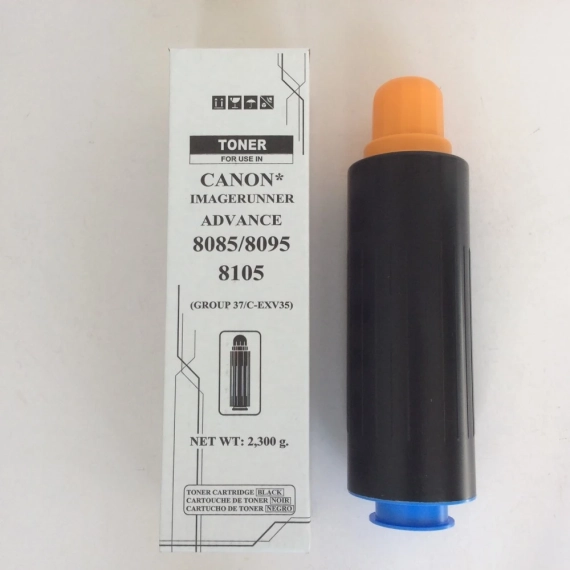 TONER
FOR USE IN
CANON*
IMAGERUNNER
ADVANCE
8085/8095
8105
(GROUP 37/C-EXV35)
NET WT: 2,300 g.
TONER CARTRIDGE BLACK
CARTOUCHE DE TONER NOIR
CARTUCHO DE TONER NEGRO